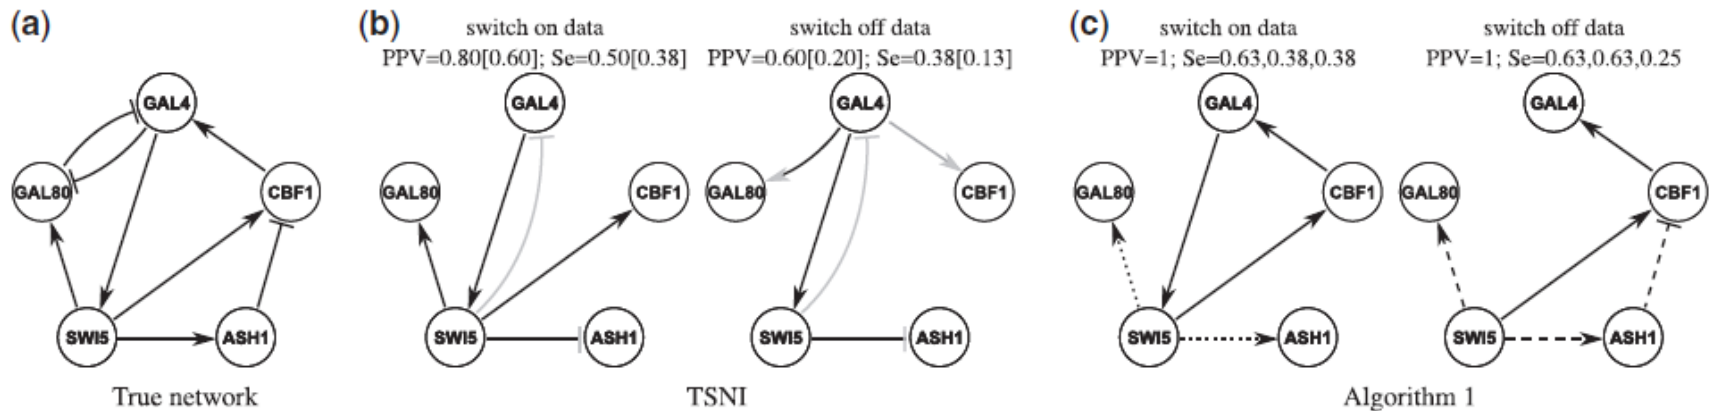 (a)
GAL4
GAL80
CBF1
SWI5
ASH1
True network
(b)
switch on data
PPV=0.80[0.60]; Se=0.50[0.38]
GAL4
GAL80
CBF1
SWI5
ASH1
switch off data
PPV=0.60[0.20]; Se=0.38[0.13]
GAL4
GAL80
CBF1
SWI5
ASH1
TSNI
(c)
switch on data
PPV=1; Se=0.63,0.38,0.38
GAL4
GAL80
CBF1
SWI5
ASH1
switch off data
PPV=1; Se=0.63,0.63,0.25
GAL4
GAL80
CBF1
SWI5
ASH1
Algorithm 1